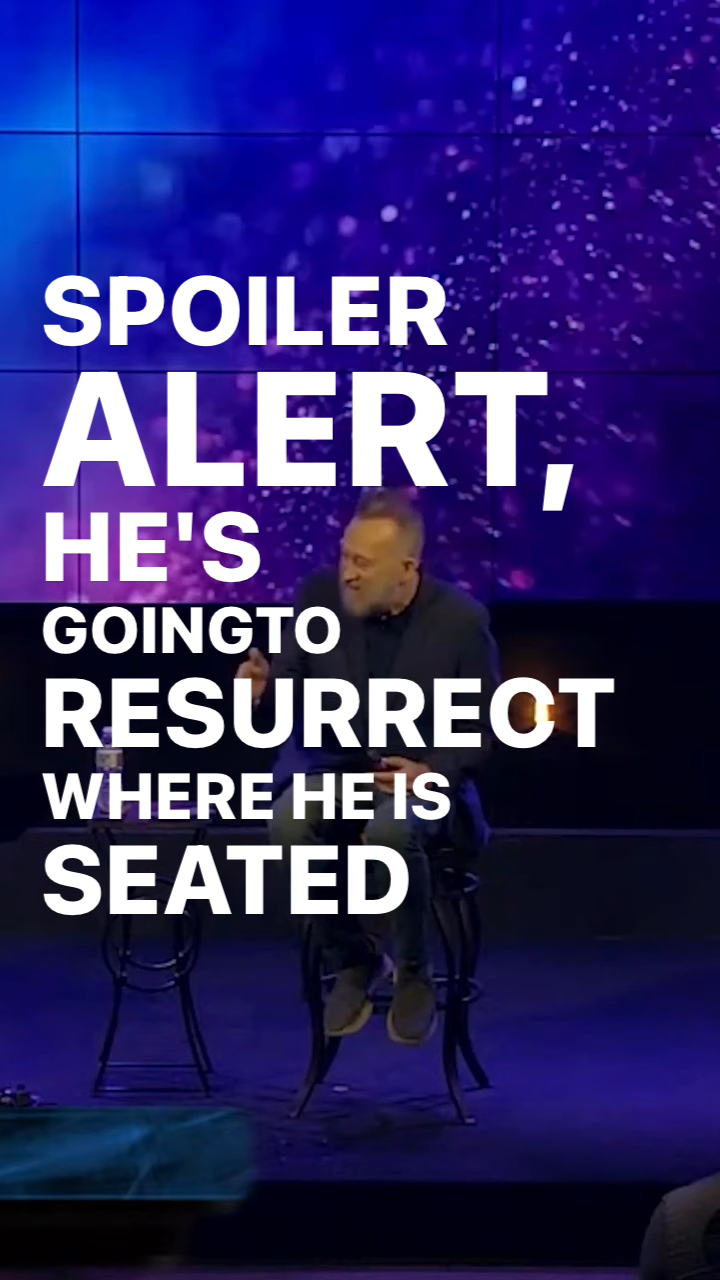 SPOILER
ALERT,
HE'S
GOINGTO
RESURRECT
WHERE HE IS
SEATED